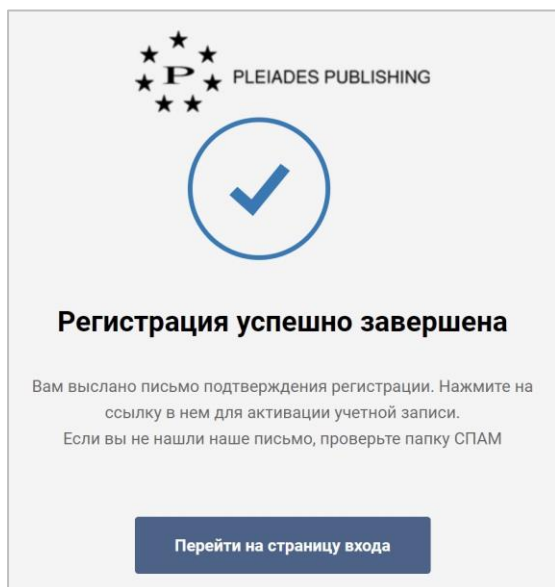 P
PLEIADES PUBLISHING
Регистрация успешно завершена
Вам выслано письмо подтверждения регистрации. Нажмите на
ссылку в нем для активации учетной записи.
Если вы не нашли наше письмо, проверьте папку СПАМ
Перейти на страницу входа